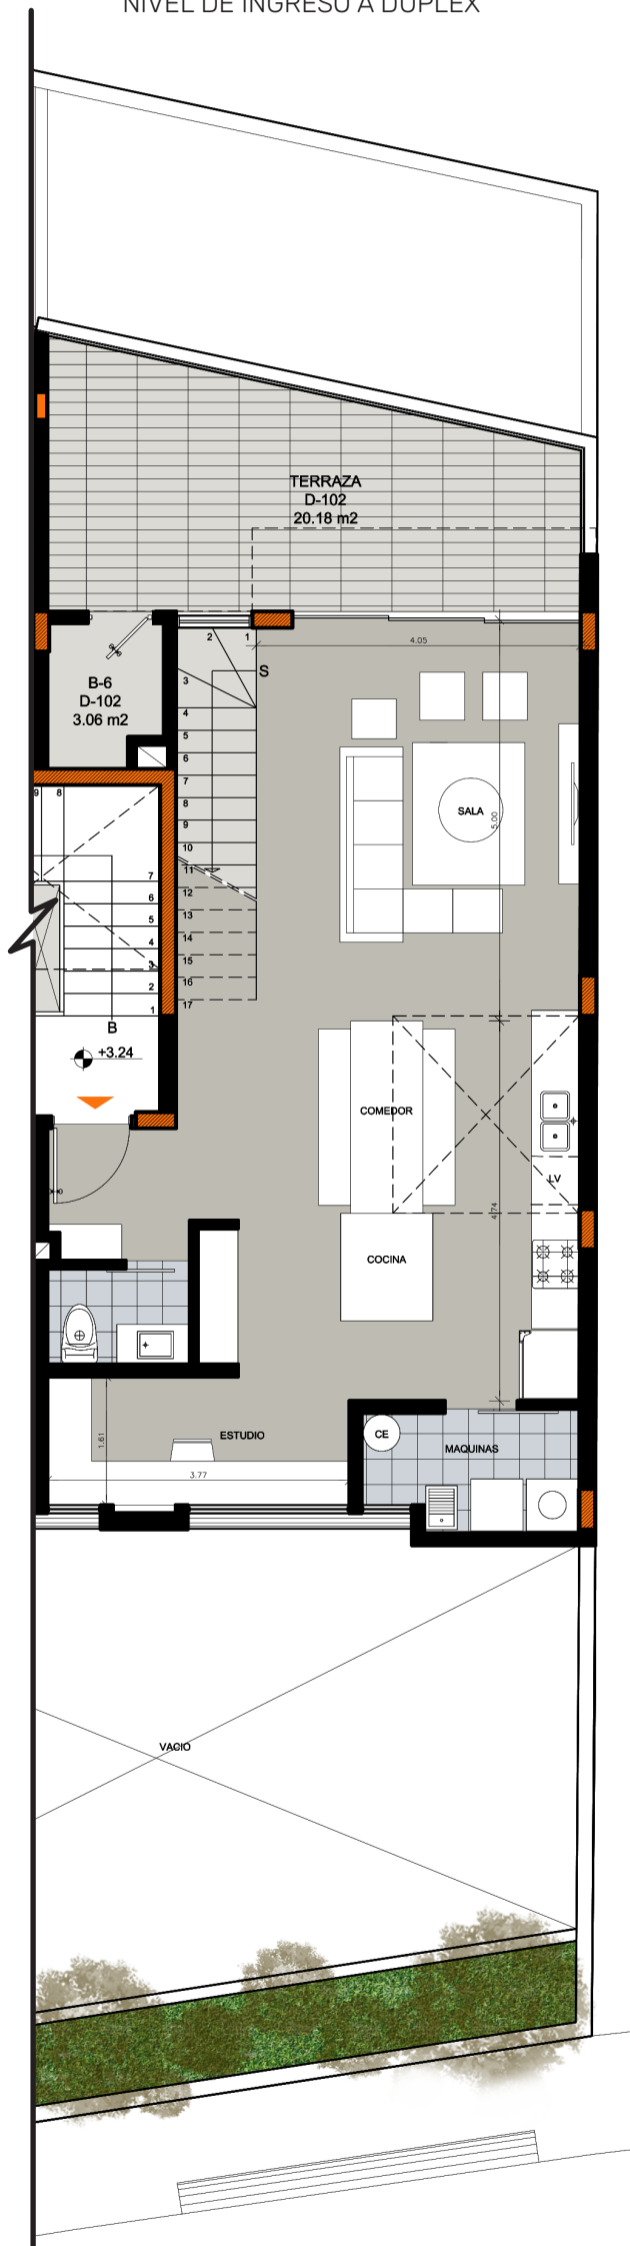 NIVEL DE INGRESO A DUPLEX
TERRAZA
D-102
20.18 m2
4.05
2
1
S
3
4
5
6
7
8
9
10
11
12
13
14
15
16
17
B-6
D-102
3.06 m2
SALA
5.00
9
8
7
6
5
4
3
2
1
B
+3.24
COMEDOR
LV
4.74
COCINA
ESTUDIO
1.61
3.77
CE
MAQUINAS
VACIO